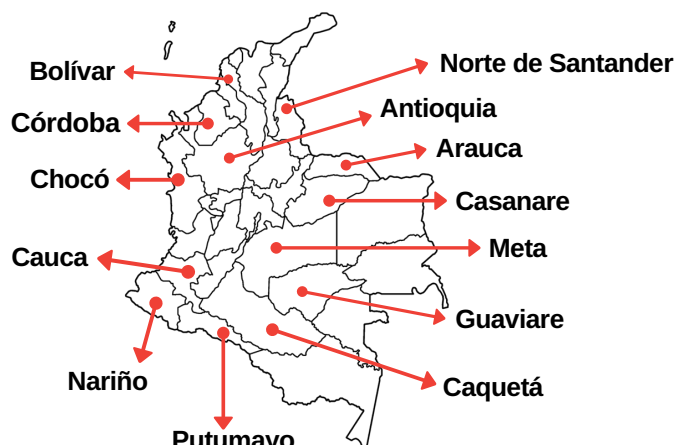 Bolívar
Norte de Santander
Antioquia
Córdoba
Arauca
Chocó
Casanare
Meta
Cauca
Guaviare
Nariño
Caquetá
Putumayo